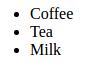 • Coffee
• Tea
• Milk